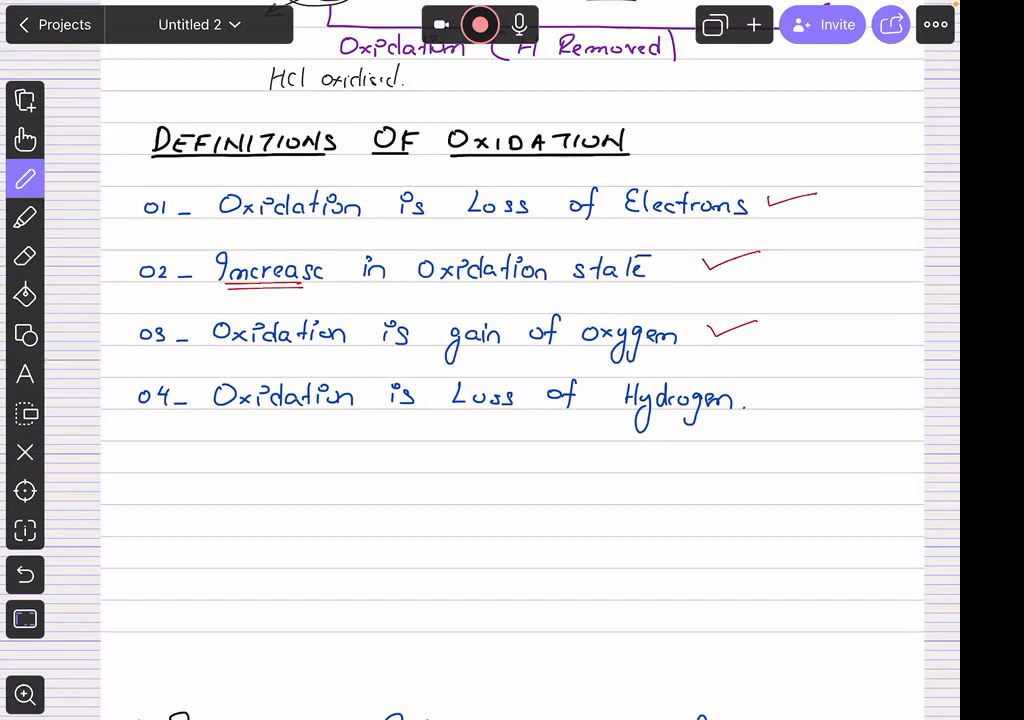 Projects
Untitled 2
Invite
Oxidation (H Removed)
HCl oxidised.
DEFINITIONS OF OXIDATION
01 - Oxidation is Loss of Electrons
02 - Increase in Oxidation state
03 - Oxidation is gain of oxygen
04 - Oxidation is Loss of Hydrogen.